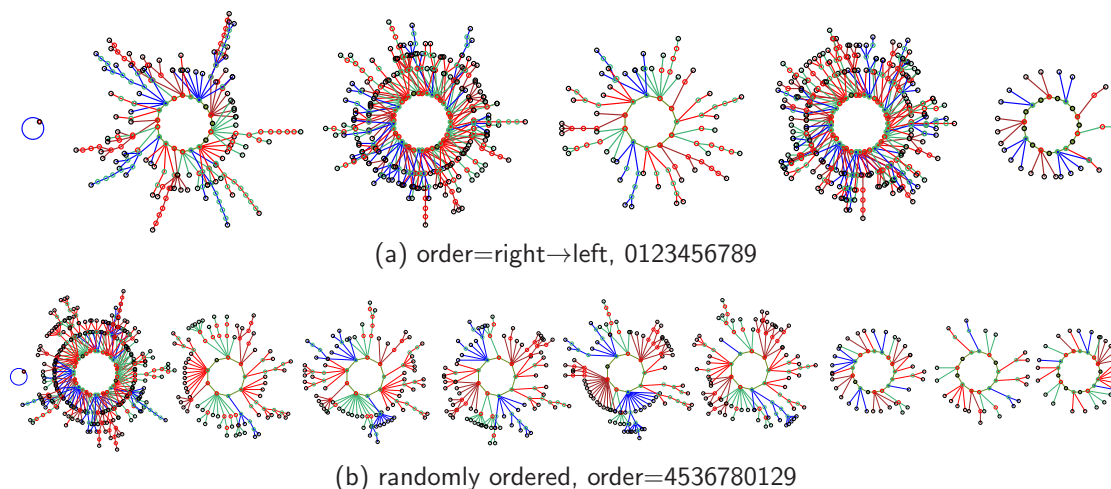 (a) order=right→left, 0123456789
(b) randomly ordered, order=4536780129